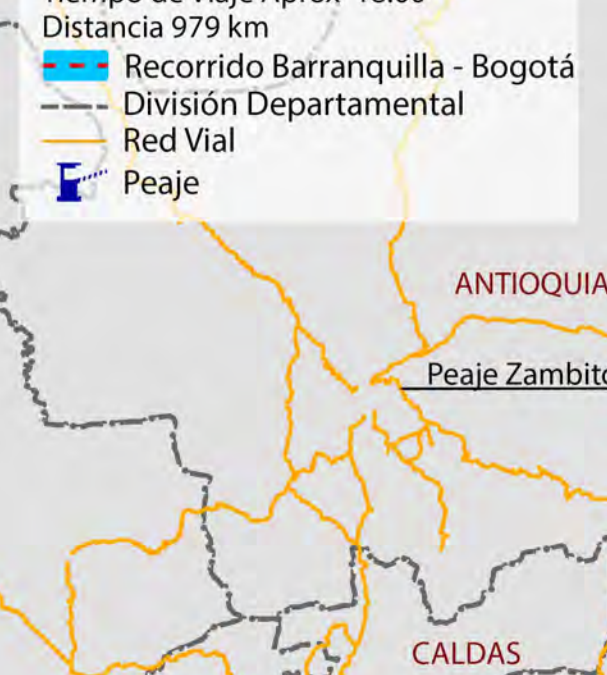 Distancia 979 km
Recorrido Barranquilla - Bogotá
División Departamental
Red Vial
Peaje
ANTIOQUIA
Peaje Zambito
CALDAS